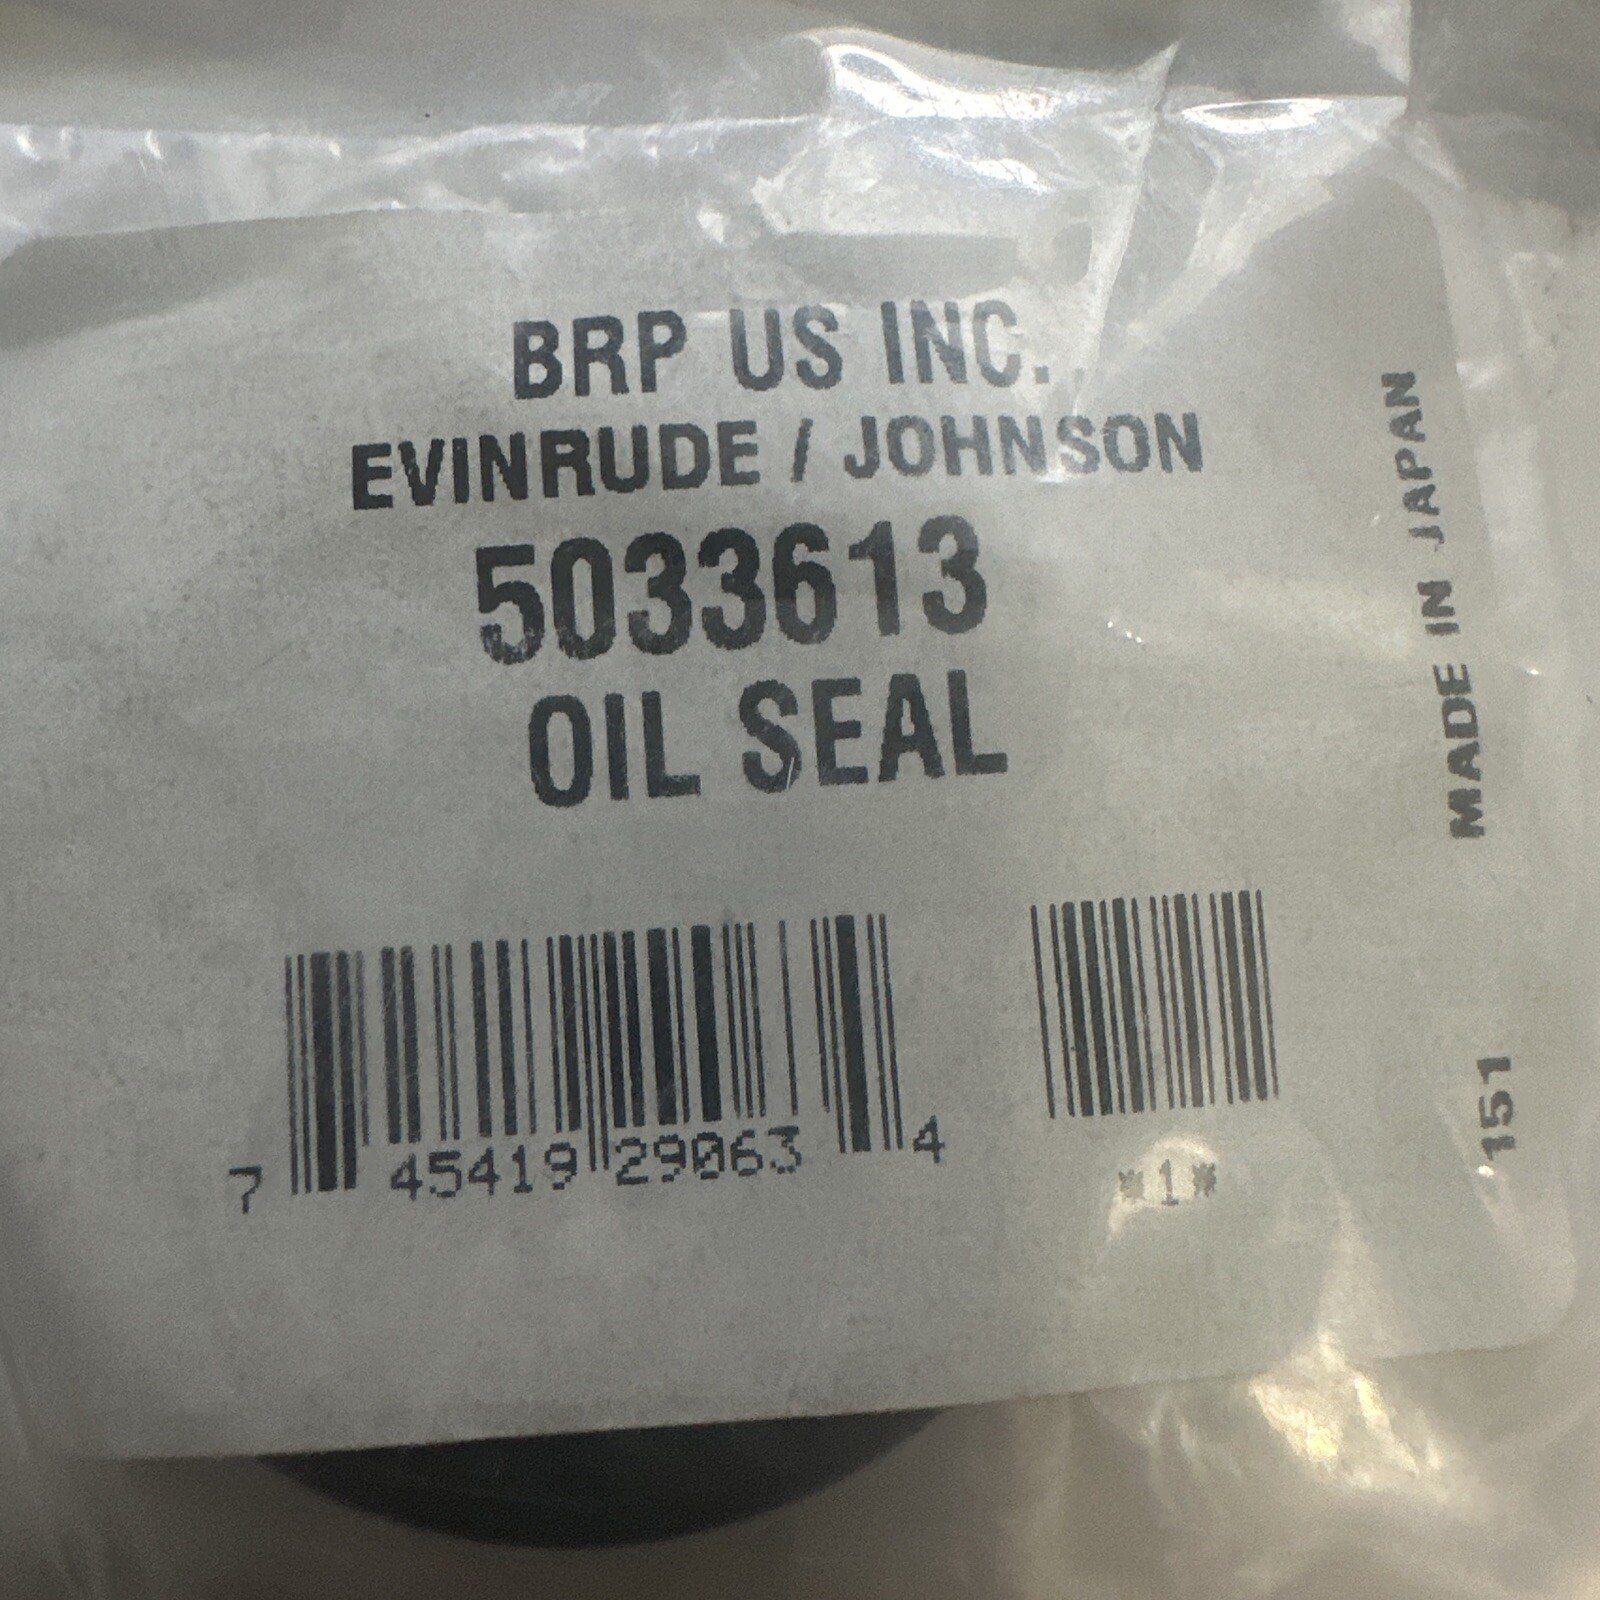 BRP US INC.
EVINRUDE / JOHNSON
5033613
OIL SEAL
MADE IN JAPAN
7 45419 29063 4
*1*
151